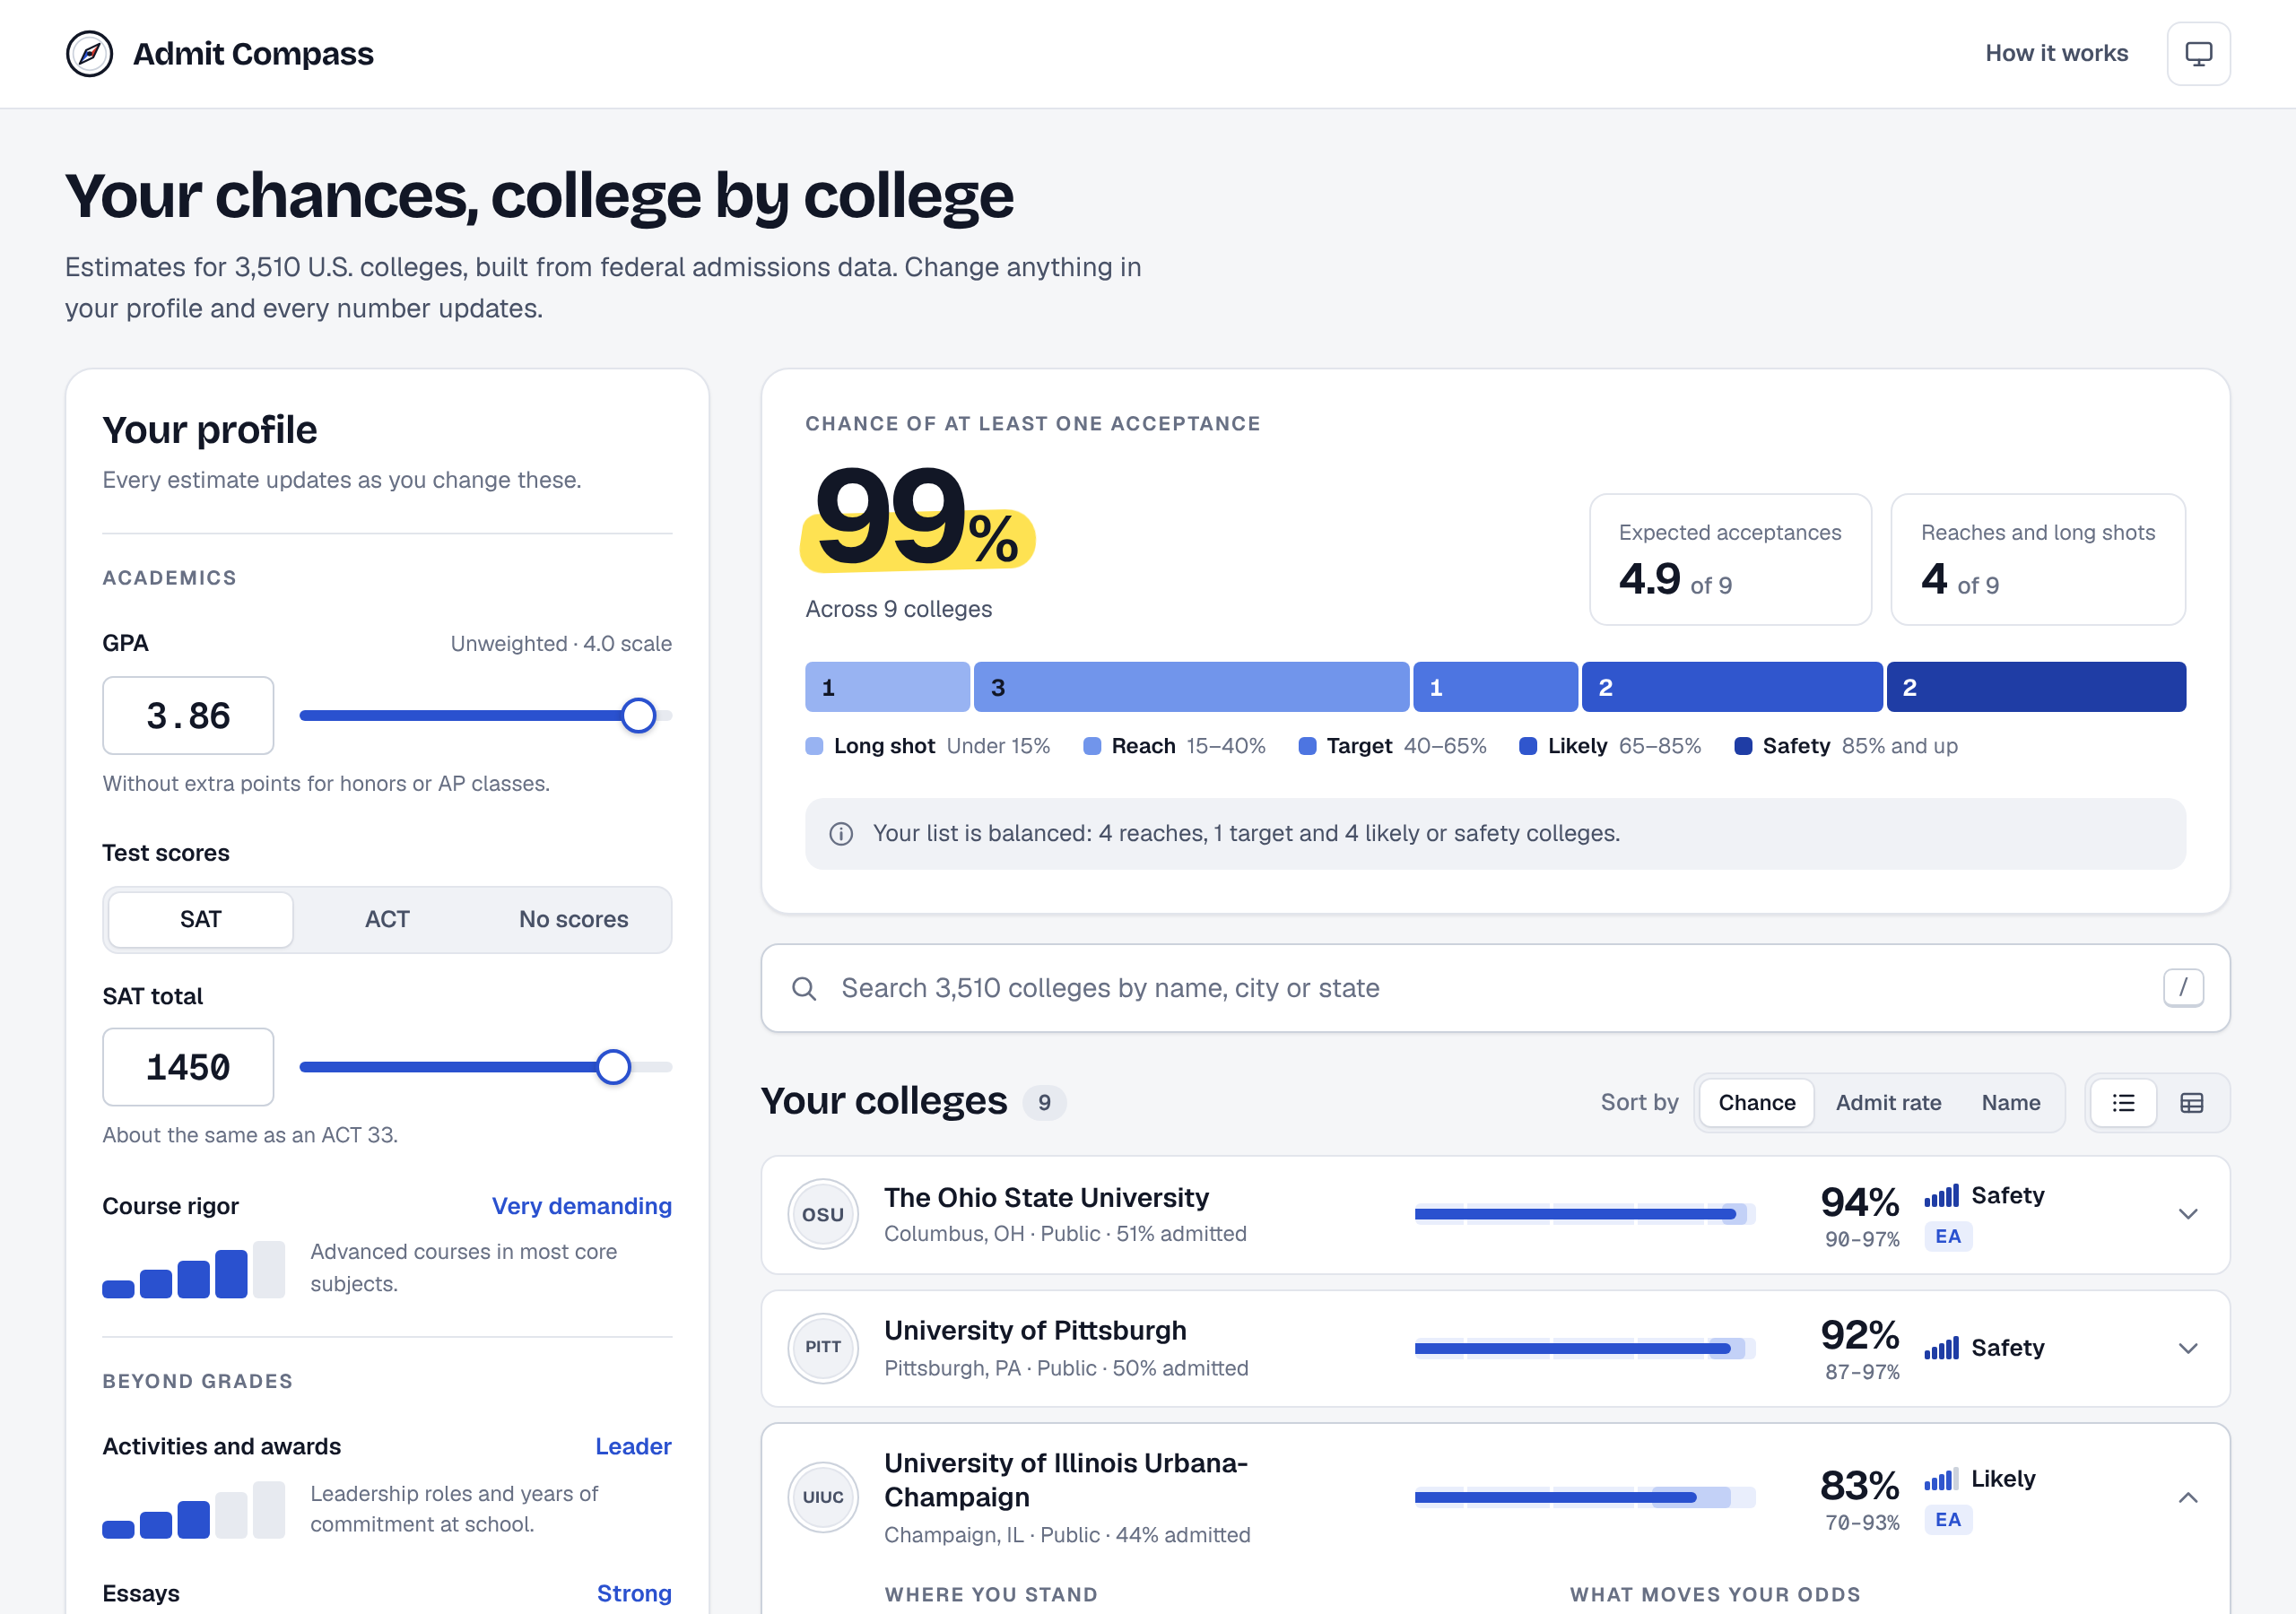 Admit Compass
How it works
Your chances, college by college
Estimates for 3,510 U.S. colleges, built from federal admissions data. Change anything in
your profile and every number updates.
Your profile
Every estimate updates as you change these.
ACADEMICS
GPA
Unweighted · 4.0 scale
3.86
Without extra points for honors or AP classes.
Test scores
SAT
ACT
No scores
SAT total
1450
About the same as an ACT 33.
Course rigor
Very demanding
Advanced courses in most core
subjects.
BEYOND GRADES
Activities and awards
Leader
Leadership roles and years of
commitment at school.
Essays
Strong
CHANCE OF AT LEAST ONE ACCEPTANCE
99%
Across 9 colleges
Expected acceptances
4.9 of 9
Reaches and long shots
4 of 9
1
3
1
2
2
Long shot Under 15%
Reach 15–40%
Target 40–65%
Likely 65–85%
Safety 85% and up
Your list is balanced: 4 reaches, 1 target and 4 likely or safety colleges.
Search 3,510 colleges by name, city or state
/
Your colleges 9
Sort by
Chance
Admit rate
Name
OSU
The Ohio State University
Columbus, OH · Public · 51% admitted
94%
90–97%
Safety
EA
PITT
University of Pittsburgh
Pittsburgh, PA · Public · 50% admitted
92%
87–97%
Safety
UIUC
University of Illinois Urbana-
Champaign
Champaign, IL · Public · 44% admitted
83%
70–93%
Likely
EA
WHERE YOU STAND
WHAT MOVES YOUR ODDS